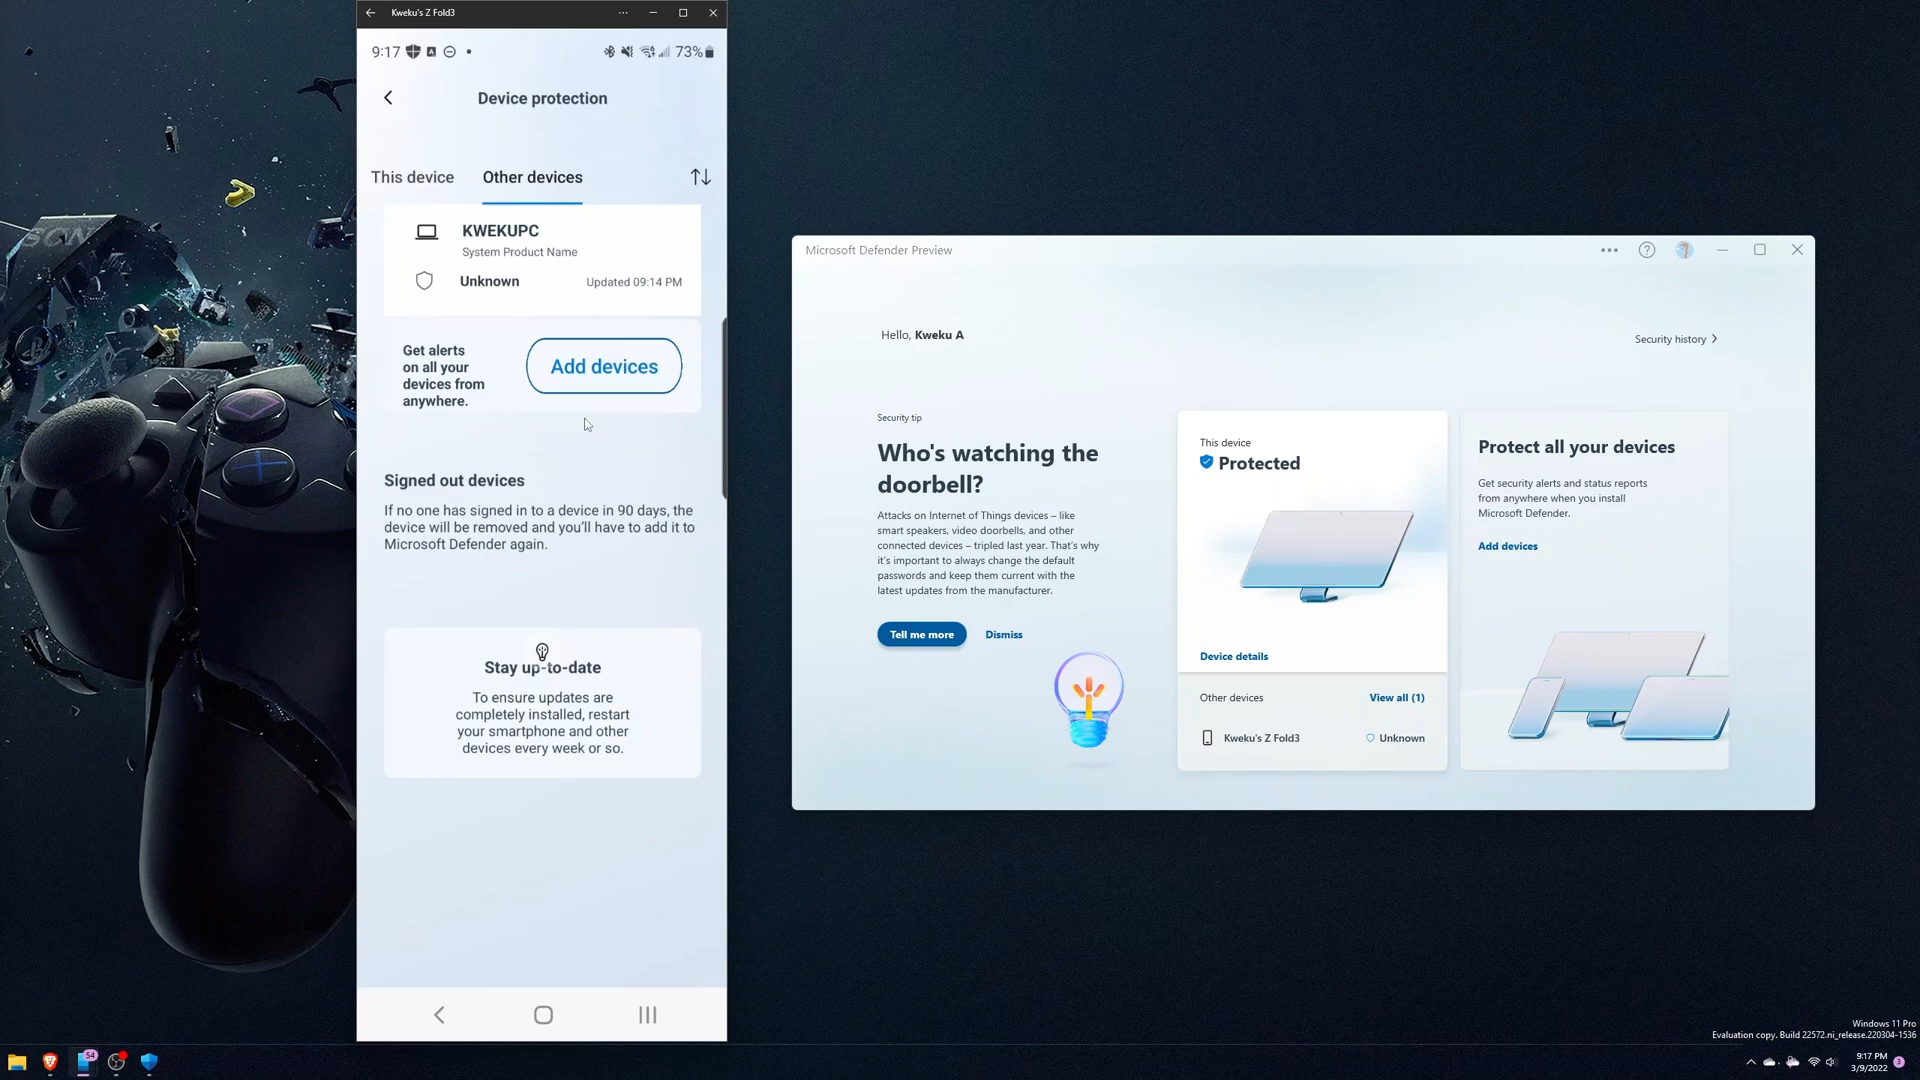 Kweku's Z Fold3
9:17
73%
Device protection
This device
Other devices
KWEKUPC
System Product Name
Unknown
Updated 09:14 PM
Get alerts
on all your
devices from
anywhere.
Add devices
Signed out devices
If no one has signed in to a device in 90 days, the
device will be removed and you'll have to add it to
Microsoft Defender again.
Stay up-to-date
To ensure updates are
completely installed, restart
your smartphone and other
devices every week or so.
Microsoft Defender Preview
Hello, Kweku A
Security history
Security tip
Who's watching the
doorbell?
Attacks on Internet of Things devices – like
smart speakers, video doorbells, and other
connected devices – tripled last year. That's why
it's important to always change the default
passwords and keep them current with the
latest updates from the manufacturer.
Tell me more
Dismiss
This device
Protected
Device details
Other devices
View all (1)
Kweku's Z Fold3
Unknown
Protect all your devices
Get security alerts and status reports
from anywhere when you install
Microsoft Defender.
Add devices
SONY
START
Windows 11 Pro
Evaluation copy. Build 22572.ni_release.220304-1536
54
9:17 PM
3/9/2022
3